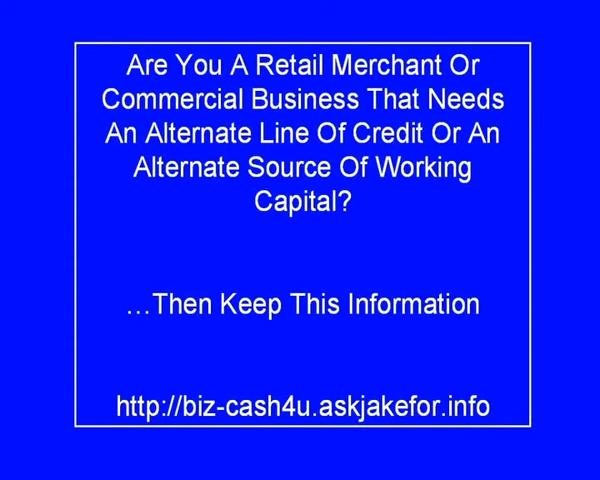 Are You A Retail Merchant Or
Commercial Business That Needs
An Alternate Line Of Credit Or An
Alternate Source Of Working
Capital?
…Then Keep This Information
http://biz-cash4u.askjakefor.info